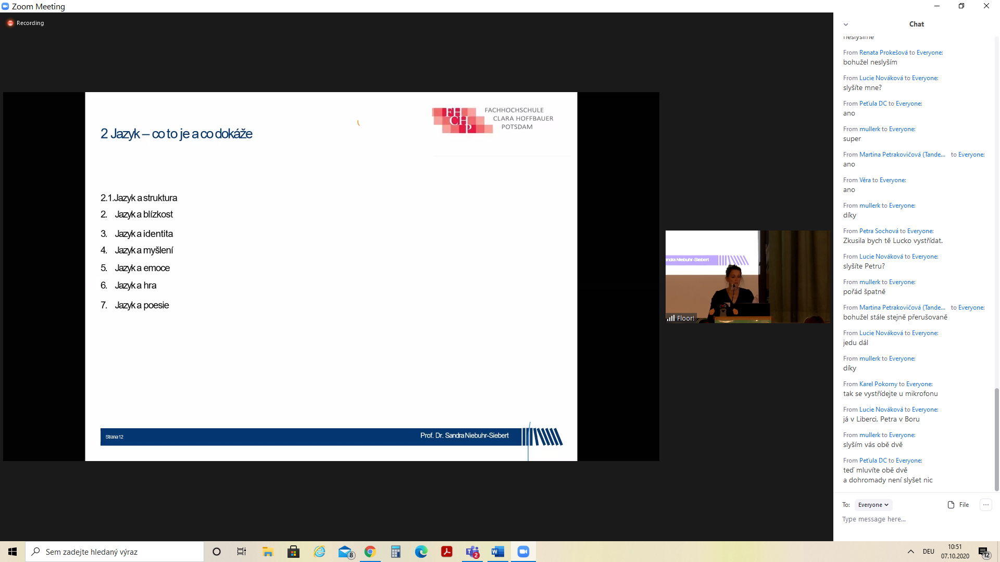 Zoom Meeting
Recording
2 Jazyk – co to je a co dokáže
FH
CH
P
FACHHOCHSCHULE
CLARA HOFFBAUER
POTSDAM
2.1.Jazyk a struktura
2. Jazyk a blízkost
3. Jazyk a identita
4. Jazyk a myšlení
5. Jazyk a emoce
6. Jazyk a hra
7. Jazyk a poesie
Strana 12
Prof. Dr. Sandra Niebuhr-Siebert
Niebuhr-Siebert
Floor!
Chat
neslyšíme
From Renata Prokešová to Everyone:
bohužel neslyším
From Lucie Nováková to Everyone:
slyšíte mne?
From Peťula DC to Everyone:
ano
From mullerk to Everyone:
super
From Martina Petrakovičová (Tande... to Everyone:
ano
From Věra to Everyone:
ano
From mullerk to Everyone:
díky
From Petra Sochová to Everyone:
Zkusila bych tě Lucko vystřídat.
From Lucie Nováková to Everyone:
slyšíte Petru?
From mullerk to Everyone:
pořád špatně
From Martina Petrakovičová (Tande... to Everyone:
bohužel stále stejně přerušovaně
From Lucie Nováková to Everyone:
jedu dál
From mullerk to Everyone:
díky
From Karel Pokorny to Everyone:
tak se vystřídejte u mikrofonu
From Lucie Nováková to Everyone:
já v Liberci, Petra v Boru
From mullerk to Everyone:
slyším vás obě dvě
From Peťula DC to Everyone:
teď mluvíte obě dvě
a dohromady není slyšet nic
To: Everyone
File
Type message here...
Sem zadejte hledaný výraz
8
2
DEU
10:51
07.10.2020
12